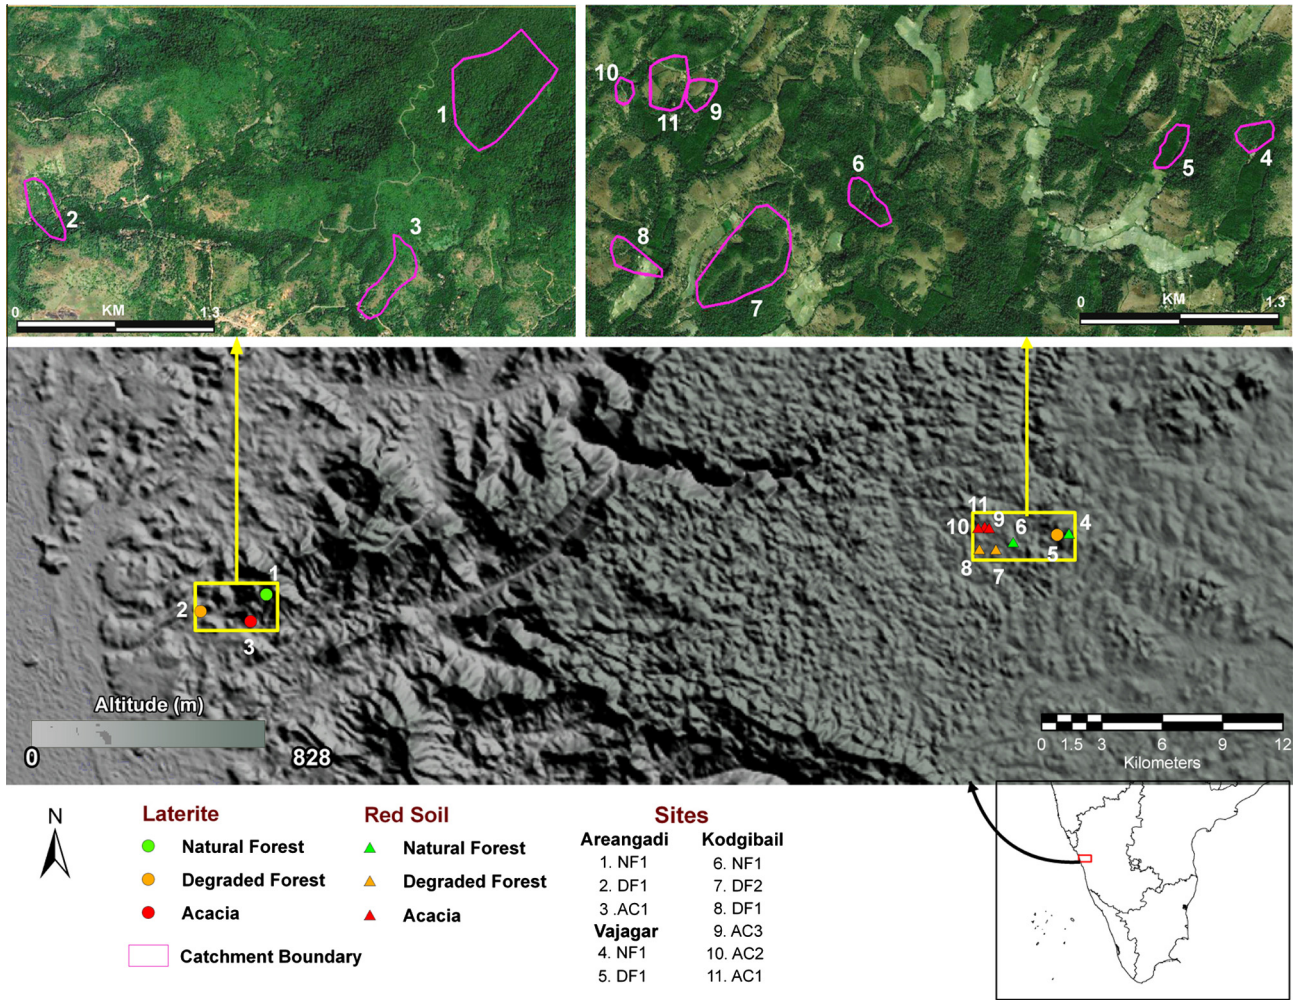 1
2
3
0 KM 1.3
10
11
9
6
5
4
8
7
0 KM 1.3
11
10 9 6 4
5
8 7
1
2
3
Altitude (m)
0 828
0 1.5 3 6 9 12
Kilometers
N
Laterite
Natural Forest
Degraded Forest
Acacia
Catchment Boundary
Red Soil
Natural Forest
Degraded Forest
Acacia
Sites
Areangadi
1. NF1
2. DF1
3 .AC1
Vajagar
4. NF1
5. DF1
Kodgibail
6. NF1
7. DF2
8. DF1
9. AC3
10. AC2
11. AC1